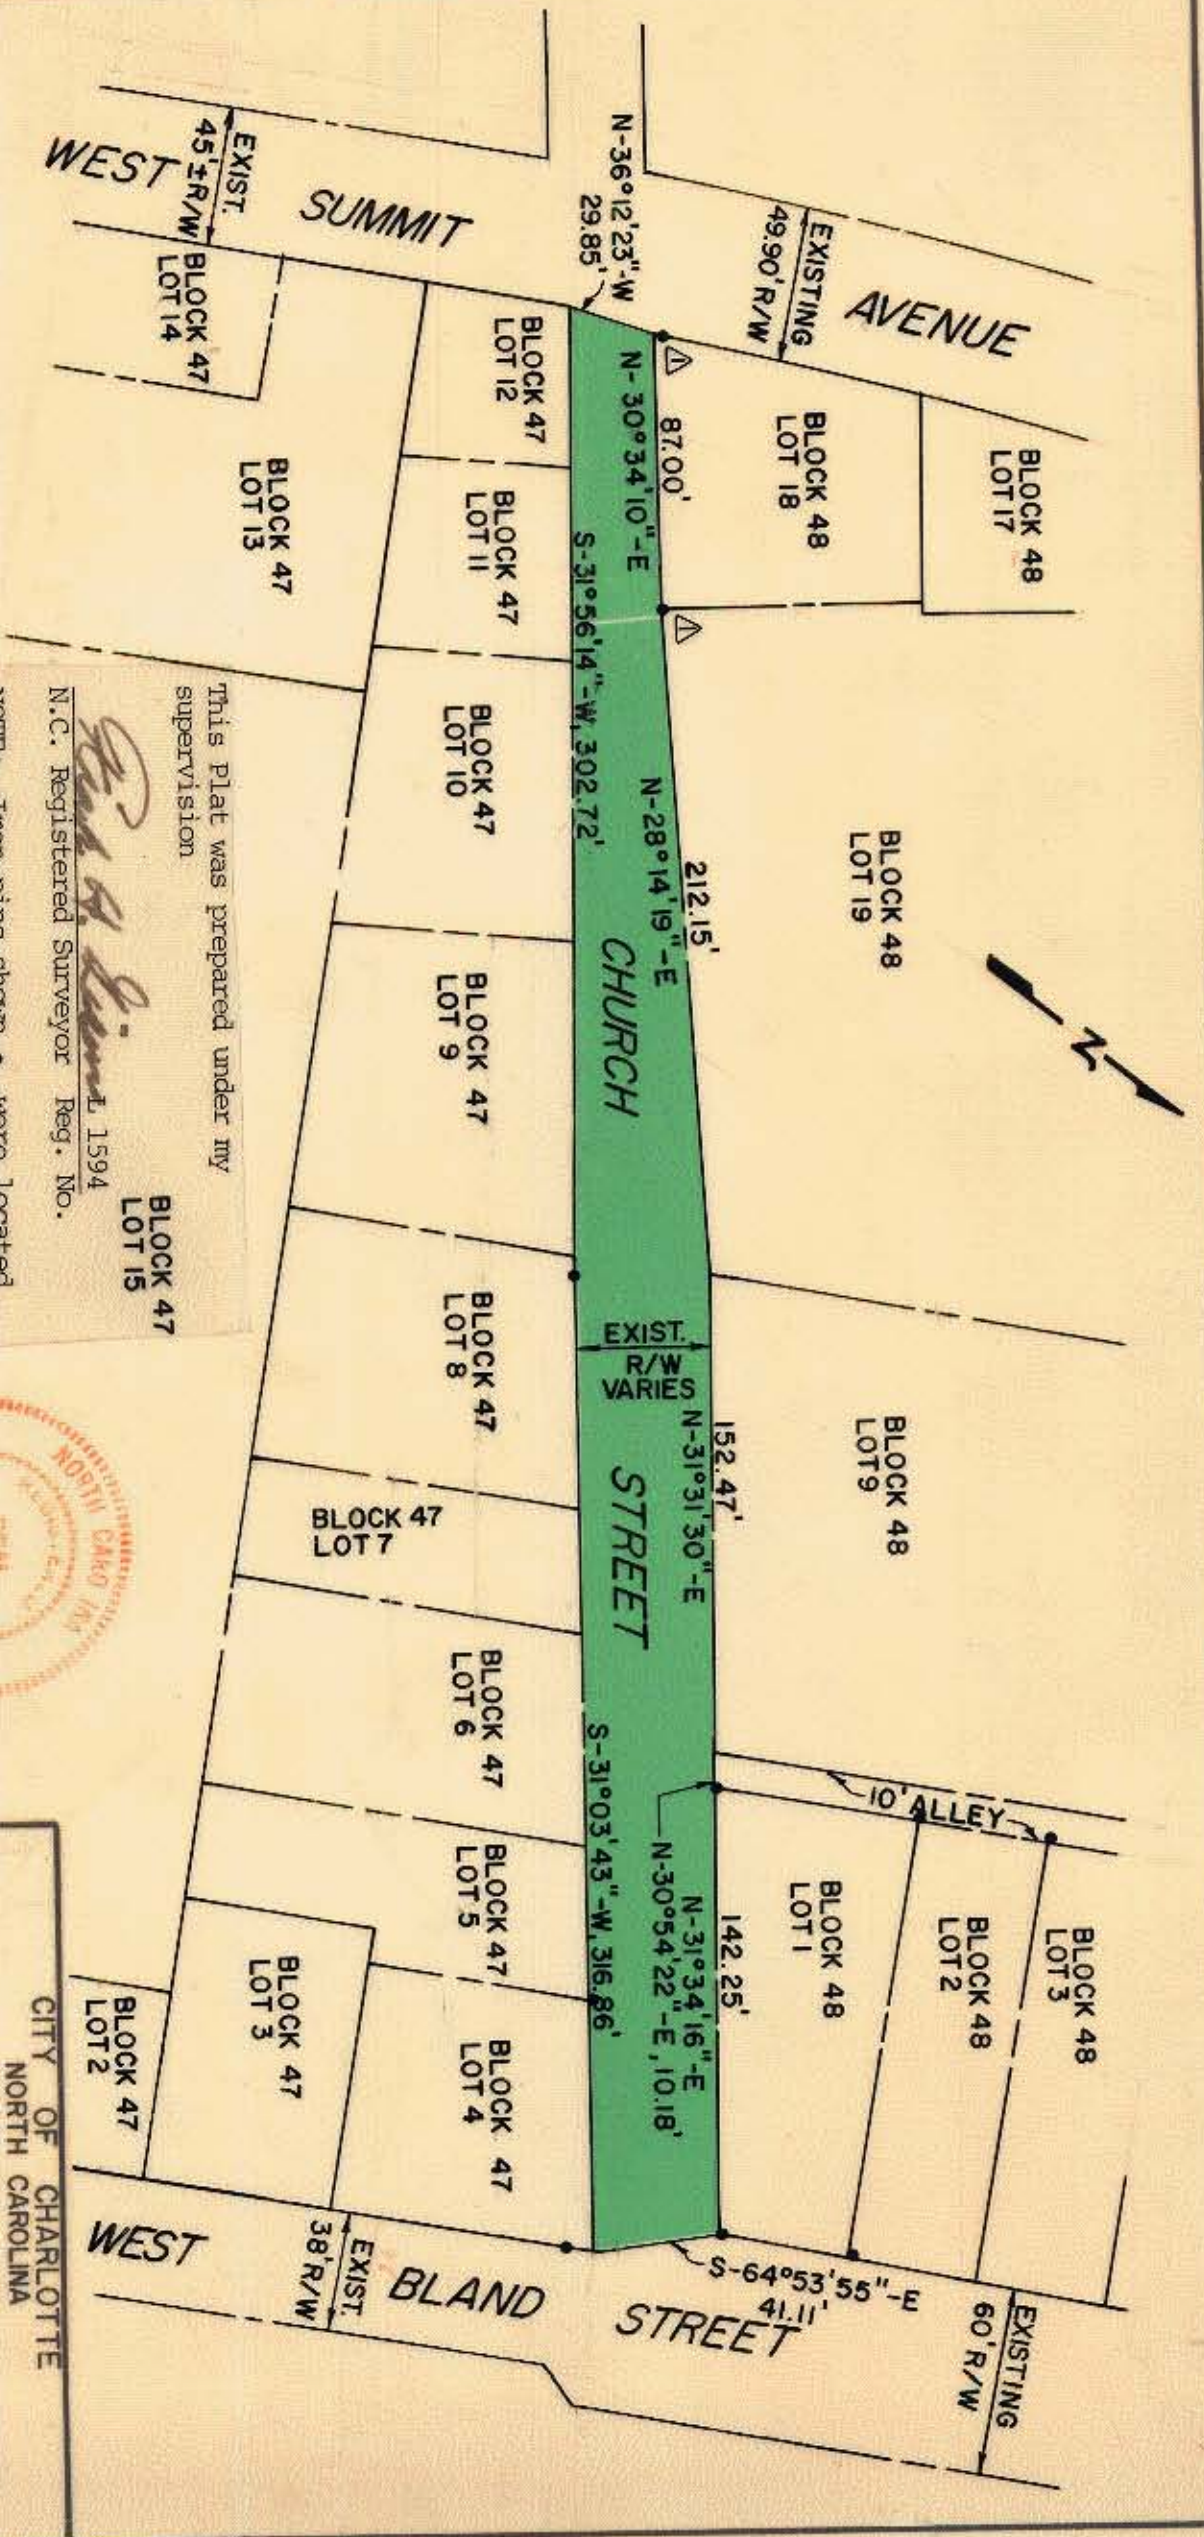 WEST SUMMIT AVENUE
EXIST.
45'±R/W
EXISTING
49.90' R/W
N-36°12'23"-W
29.85'
BLOCK 48
LOT 17
BLOCK 48
LOT 18
87.00'
N-30°34'10"-E
BLOCK 47
LOT 12
BLOCK 47
LOT 14
BLOCK 47
LOT 13
BLOCK 47
LOT 11
S-31°56'14"-W, 302.72'
BLOCK 47
LOT 10
BLOCK 48
LOT 19
N
212.15'
N-28°14'19"-E
CHURCH STREET
BLOCK 47
LOT 9
This Plat was prepared under my
supervision
1594
N.C. Registered Surveyor Reg. No.
BLOCK 47
LOT 15
BLOCK 47
LOT 8
EXIST.
R/W
VARIES
BLOCK 48
LOT 9
152.47'
N-31°31'30"-E
BLOCK 47
LOT 7
NORTH CAROLINA
BLOCK 47
LOT 6
S-31°03'43"-W, 316.86'
10' ALLEY
BLOCK 48
LOT 1
BLOCK 48
LOT 2
BLOCK 48
LOT 3
142.25'
N-31°34'16"-E
N-30°54'22"-E, 10.18'
BLOCK 47
LOT 5
BLOCK 47
LOT 4
BLOCK 47
LOT 3
BLOCK 47
LOT 2
S-64°53'55"-E
41.11'
WEST BLAND STREET
EXIST.
38' R/W
EXISTING
60' R/W
CITY OF CHARLOTTE
NORTH CAROLINA